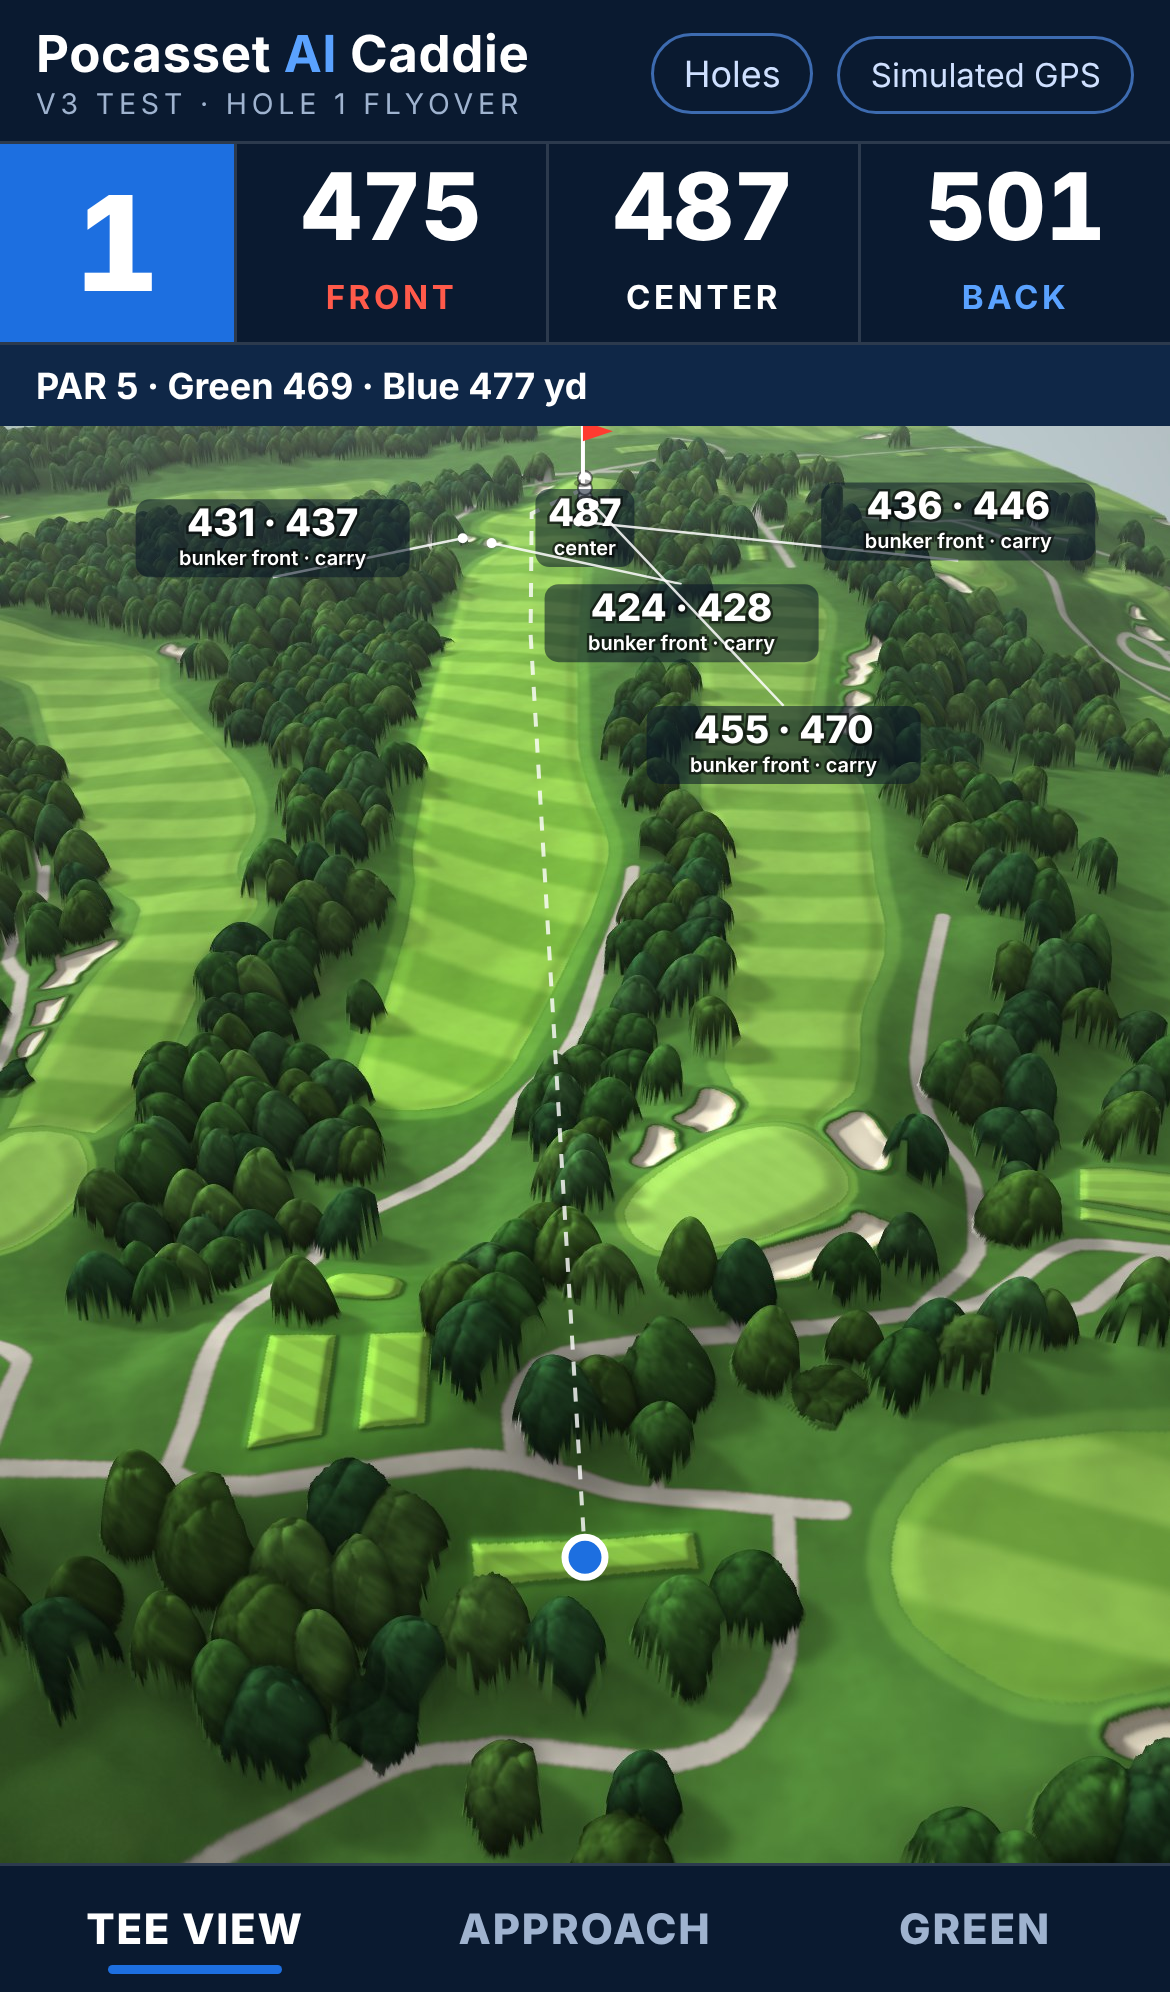 Pocasset AI Caddie
V3 TEST · HOLE 1 FLYOVER
Holes
Simulated GPS
1
475
FRONT
487
CENTER
501
BACK
PAR 5 · Green 469 · Blue 477 yd
431 · 437
bunker front · carry
487
center
436 · 446
bunker front · carry
424 · 428
bunker front · carry
455 · 470
bunker front · carry
TEE VIEW
APPROACH
GREEN